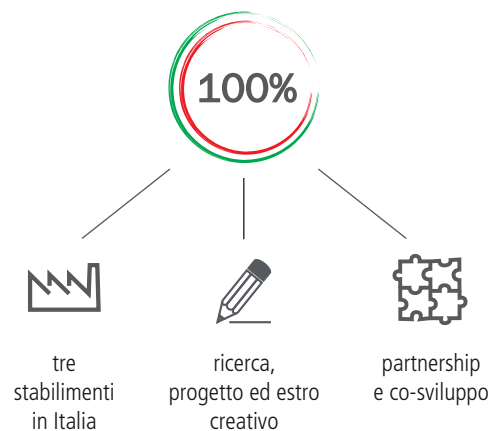 100%
tre
stabilimenti
in Italia
ricerca,
progetto ed estro
creativo
partnership
e co-sviluppo